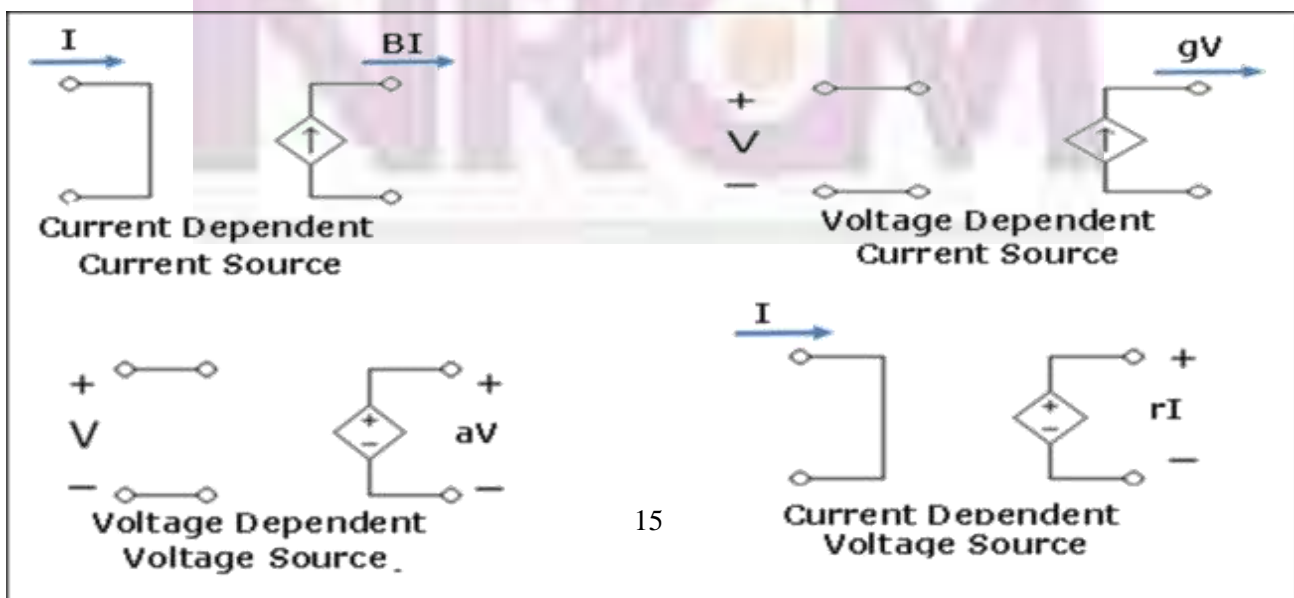 NRCM
I
BI
Current Dependent
Current Source
gV
+
V
−
Voltage Dependent
Current Source
+
V
−
+
−
+
aV
−
Voltage Dependent
Voltage Source.
15
I
+
−
+
rI
−
Current Dependent
Voltage Source